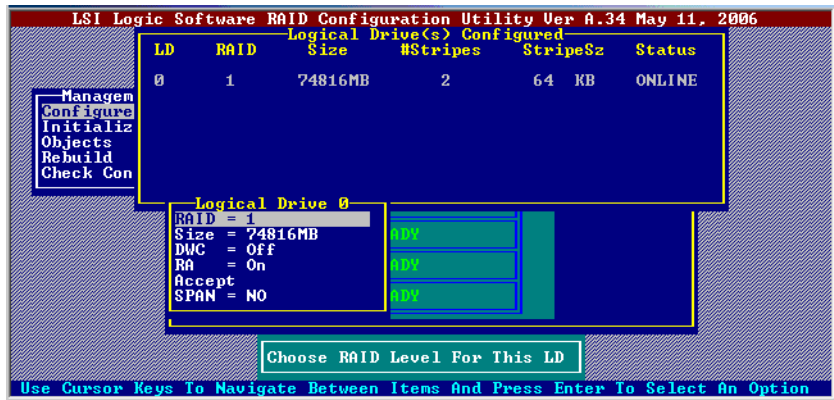 LSI Logic Software RAID Configuration Utility Ver A.34 May 11, 2006
Logical Drive(s) Configured
LD RAID Size #Stripes StripeSz Status
0 1 74816MB 2 64 KB ONLINE
Managem
Configure
Initializ
Objects
Rebuild
Check Con
Logical Drive 0
RAID = 1
Size = 74816MB
DWC = Off
RA = On
Accept
SPAN = NO
ADY
ADY
ADY
Choose RAID Level For This LD
Use Cursor Keys To Navigate Between Items And Press Enter To Select An Option